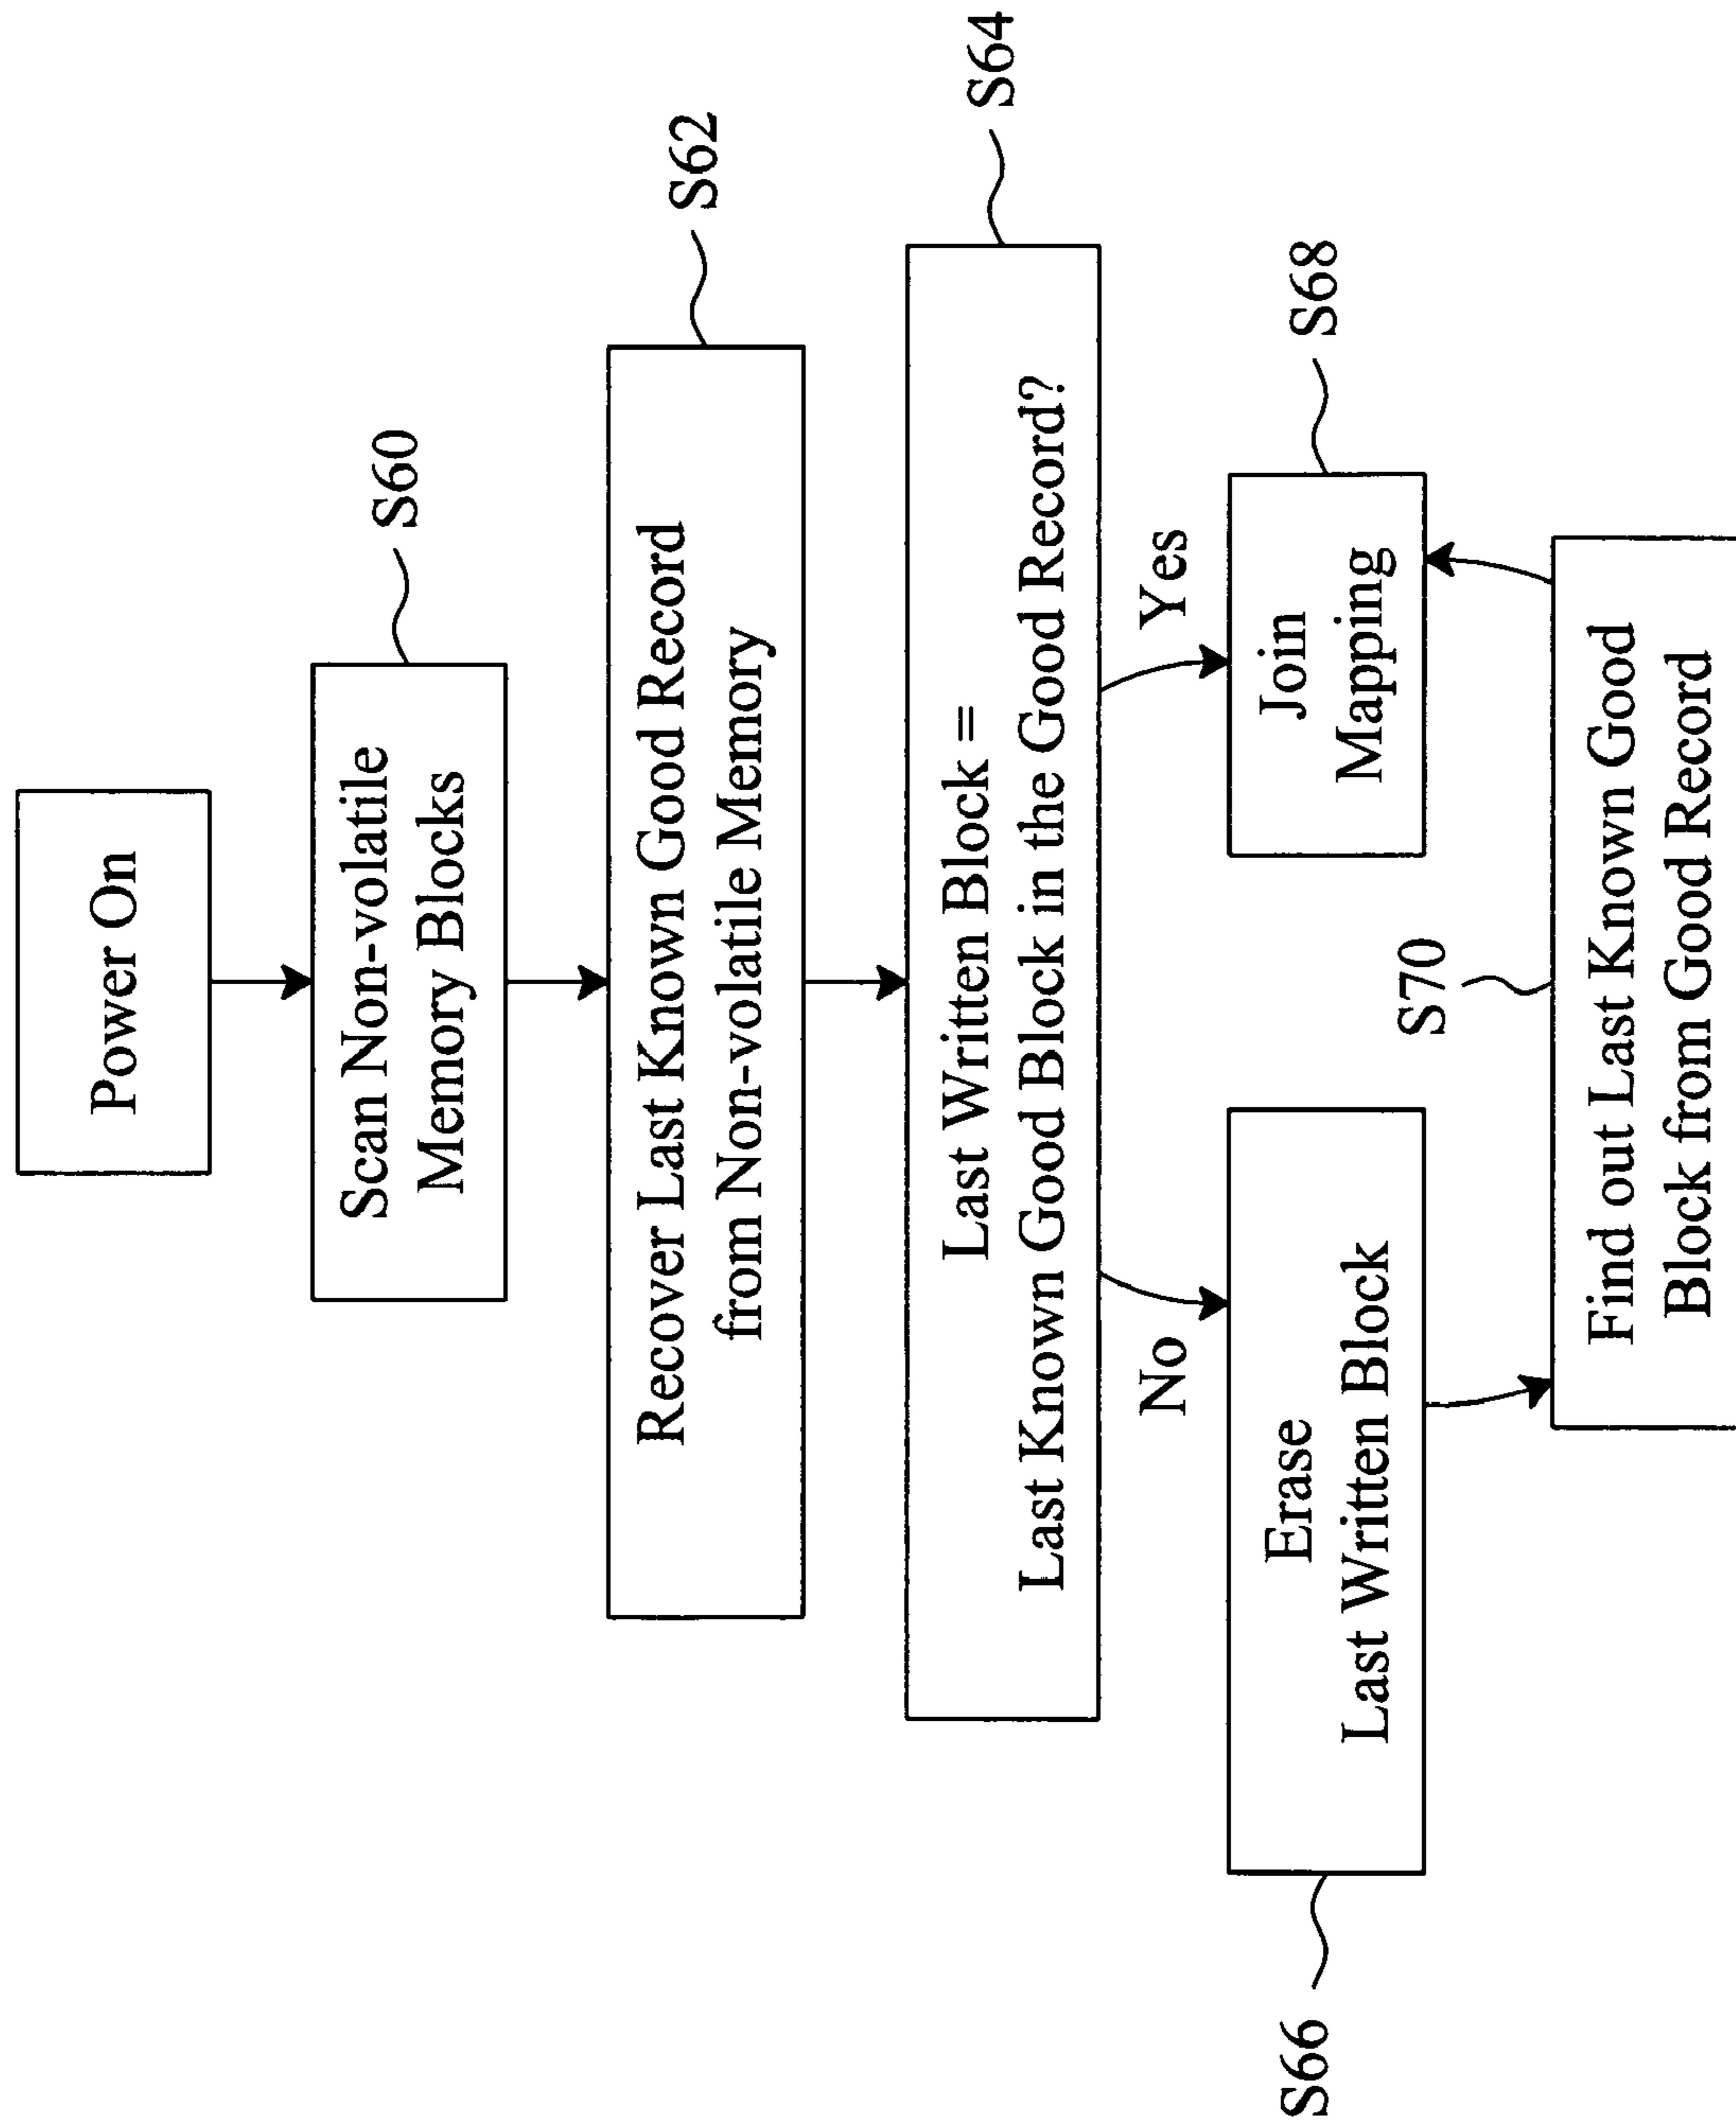 Power On
Scan Non-volatile
Memory Blocks
S60
Recover Last Known Good Record
from Non-volatile Memory
S62
Last Written Block =
Last Known Good Block in the Good Record?
S64
No
Yes
Erase
Last Written Block
S66
Join
Mapping
S68
S70
Find out Last Known Good
Block from Good Record